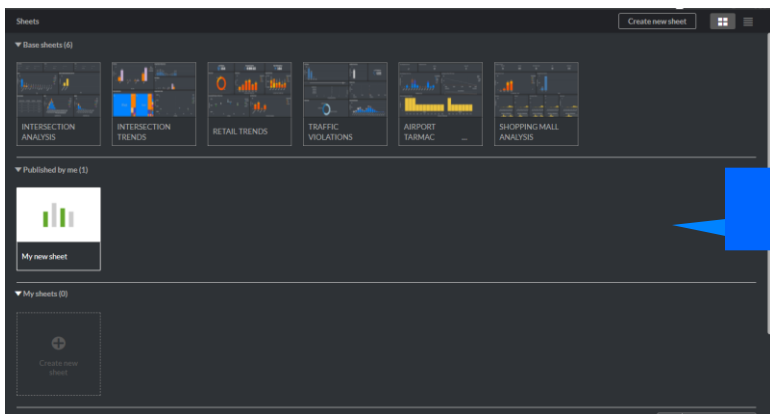 Sheets
Create new sheet
Base sheets (6)
INTERSECTION
ANALYSIS
INTERSECTION
TRENDS
RETAIL TRENDS
TRAFFIC
VIOLATIONS
AIRPORT
TARMAC ...
SHOPPING MALL
ANALYSIS
Published by me (1)
My new sheet
My sheets (0)
Create new
sheet